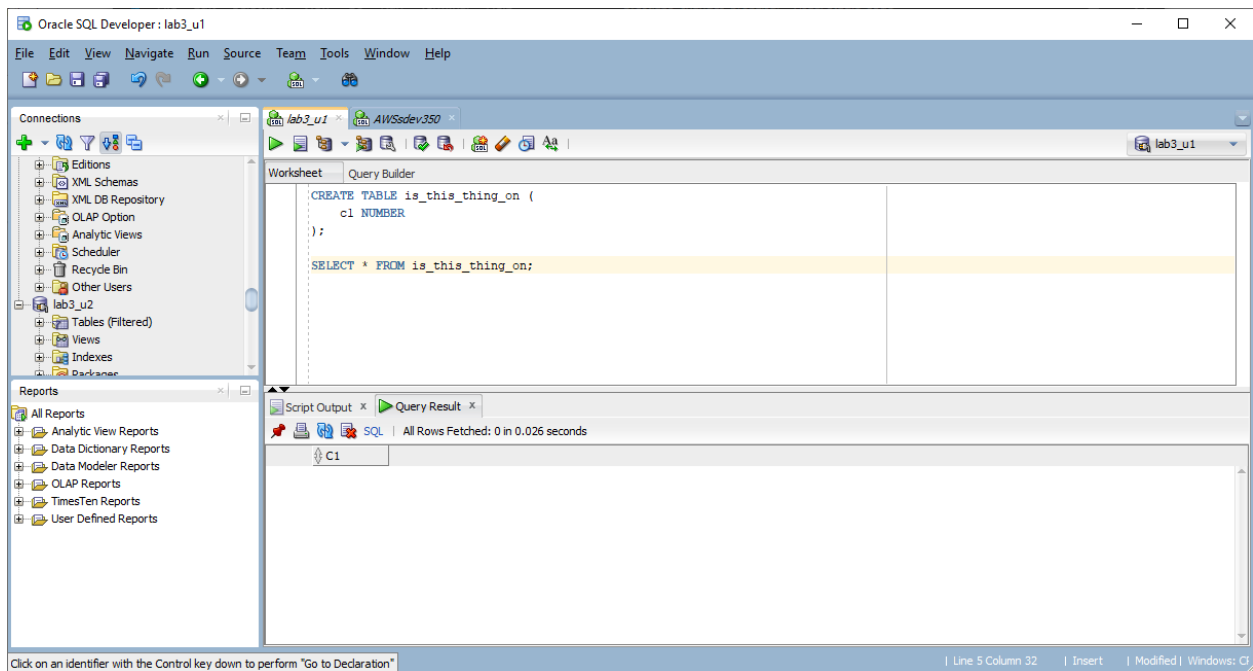 Oracle SQL Developer : lab3_u1
File Edit View Navigate Run Source Team Tools Window Help
Connections
Editions
XML Schemas
XML DB Repository
OLAP Option
Analytic Views
Scheduler
Recycle Bin
Other Users
lab3_u2
Tables (Filtered)
Views
Indexes
Packages
Reports
All Reports
Analytic View Reports
Data Dictionary Reports
Data Modeler Reports
OLAP Reports
TimesTen Reports
User Defined Reports
lab3_u1
AWSsdev350
lab3_u1
Worksheet Query Builder
CREATE TABLE is_this_thing_on (
c1 NUMBER
);
SELECT * FROM is_this_thing_on;
Script Output x Query Result x
SQL | All Rows Fetched: 0 in 0.026 seconds
C1
Click on an identifier with the Control key down to perform "Go to Declaration"
| Line 5 Column 32 | Insert | Modified | Windows: